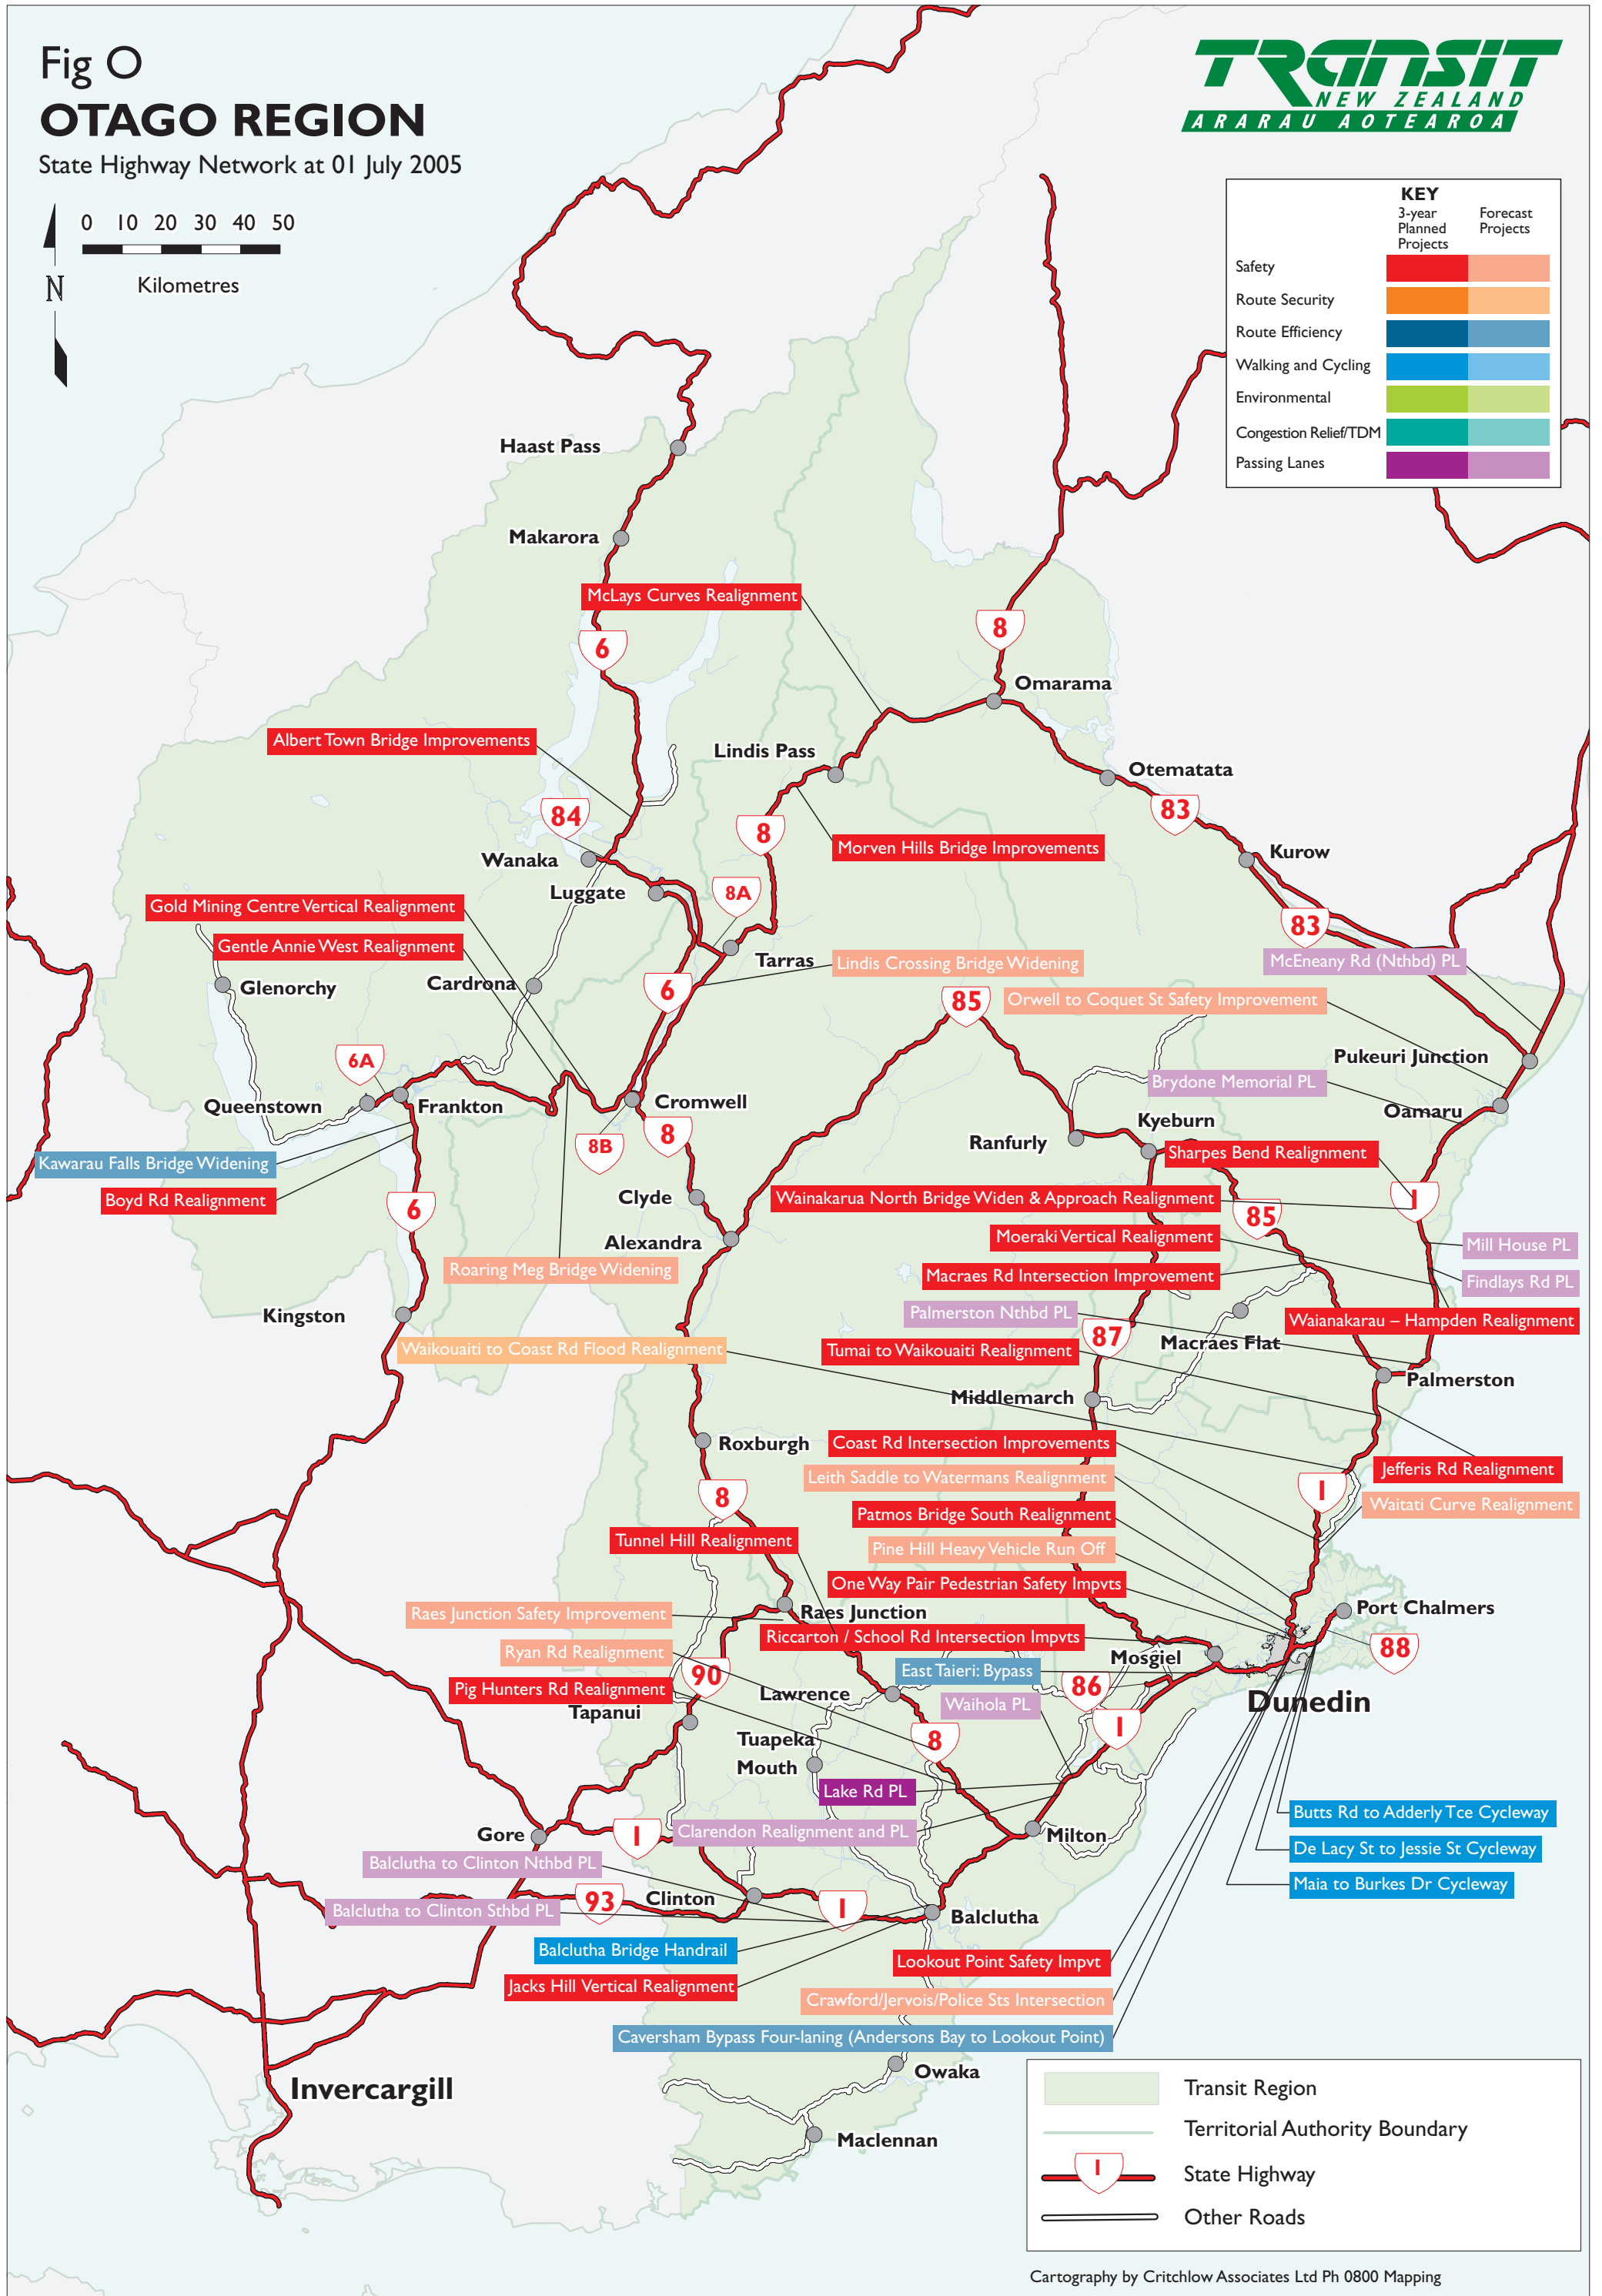 Fig O
OTAGO REGION
State Highway Network at 01 July 2005
0 10 20 30 40 50
Kilometres
N
TRANSIT
NEW ZEALAND
ARARAU AOTEAROA
KEY
3-year Planned Projects
Forecast Projects
Safety
Route Security
Route Efficiency
Walking and Cycling
Environmental
Congestion Relief/TDM
Passing Lanes
Haast Pass
Makarora
McLays Curves Realignment
6
8
Omarama
Albert Town Bridge Improvements
Lindis Pass
Otematata
84
8
83
Morven Hills Bridge Improvements
Wanaka
Kurow
Luggate
8A
Gold Mining Centre Vertical Realignment
83
Gentle Annie West Realignment
McEneany Rd (Nthbd) PL
Tarras
Lindis Crossing Bridge Widening
Glenorchy
Cardrona
6
85
Orwell to Coquet St Safety Improvement
6A
Pukeuri Junction
Brydone Memorial PL
Queenstown
Frankton
Cromwell
Oamaru
8B
8
Ranfurly
Kyeburn
Kawarau Falls Bridge Widening
Sharpes Bend Realignment
Boyd Rd Realignment
6
Clyde
Wainakarua North Bridge Widen & Approach Realignment
1
85
Alexandra
Moeraki Vertical Realignment
Mill House PL
Roaring Meg Bridge Widening
Macraes Rd Intersection Improvement
Findlays Rd PL
Kingston
Palmerston Nthbd PL
Waianakarau – Hampden Realignment
Waikouaiti to Coast Rd Flood Realignment
Tumai to Waikouaiti Realignment
87
Macraes Flat
Palmerston
Middlemarch
Roxburgh
Coast Rd Intersection Improvements
Jefferis Rd Realignment
Leith Saddle to Watermans Realignment
8
1
Waitati Curve Realignment
Patmos Bridge South Realignment
Tunnel Hill Realignment
Pine Hill Heavy Vehicle Run Off
One Way Pair Pedestrian Safety Impvts
Raes Junction Safety Improvement
Raes Junction
Port Chalmers
Riccarton / School Rd Intersection Impvts
88
Ryan Rd Realignment
Mosgiel
East Taieri: Bypass
90
86
Pig Hunters Rd Realignment
Lawrence
Waihola PL
Dunedin
Tapanui
1
Tuapeka
Mouth
8
Lake Rd PL
Butts Rd to Adderly Tce Cycleway
Gore
1
Clarendon Realignment and PL
Milton
De Lacy St to Jessie St Cycleway
Balclutha to Clinton Nthbd PL
Maia to Burkes Dr Cycleway
93
Clinton
1
Balclutha to Clinton Sthbd PL
Balclutha
Balclutha Bridge Handrail
Lookout Point Safety Impvt
Jacks Hill Vertical Realignment
Crawford/Jervois/Police Sts Intersection
Caversham Bypass Four-laning (Andersons Bay to Lookout Point)
Owaka
Invercargill
Maclennan
Transit Region
Territorial Authority Boundary
1
State Highway
Other Roads
Cartography by Critchlow Associates Ltd Ph 0800 Mapping